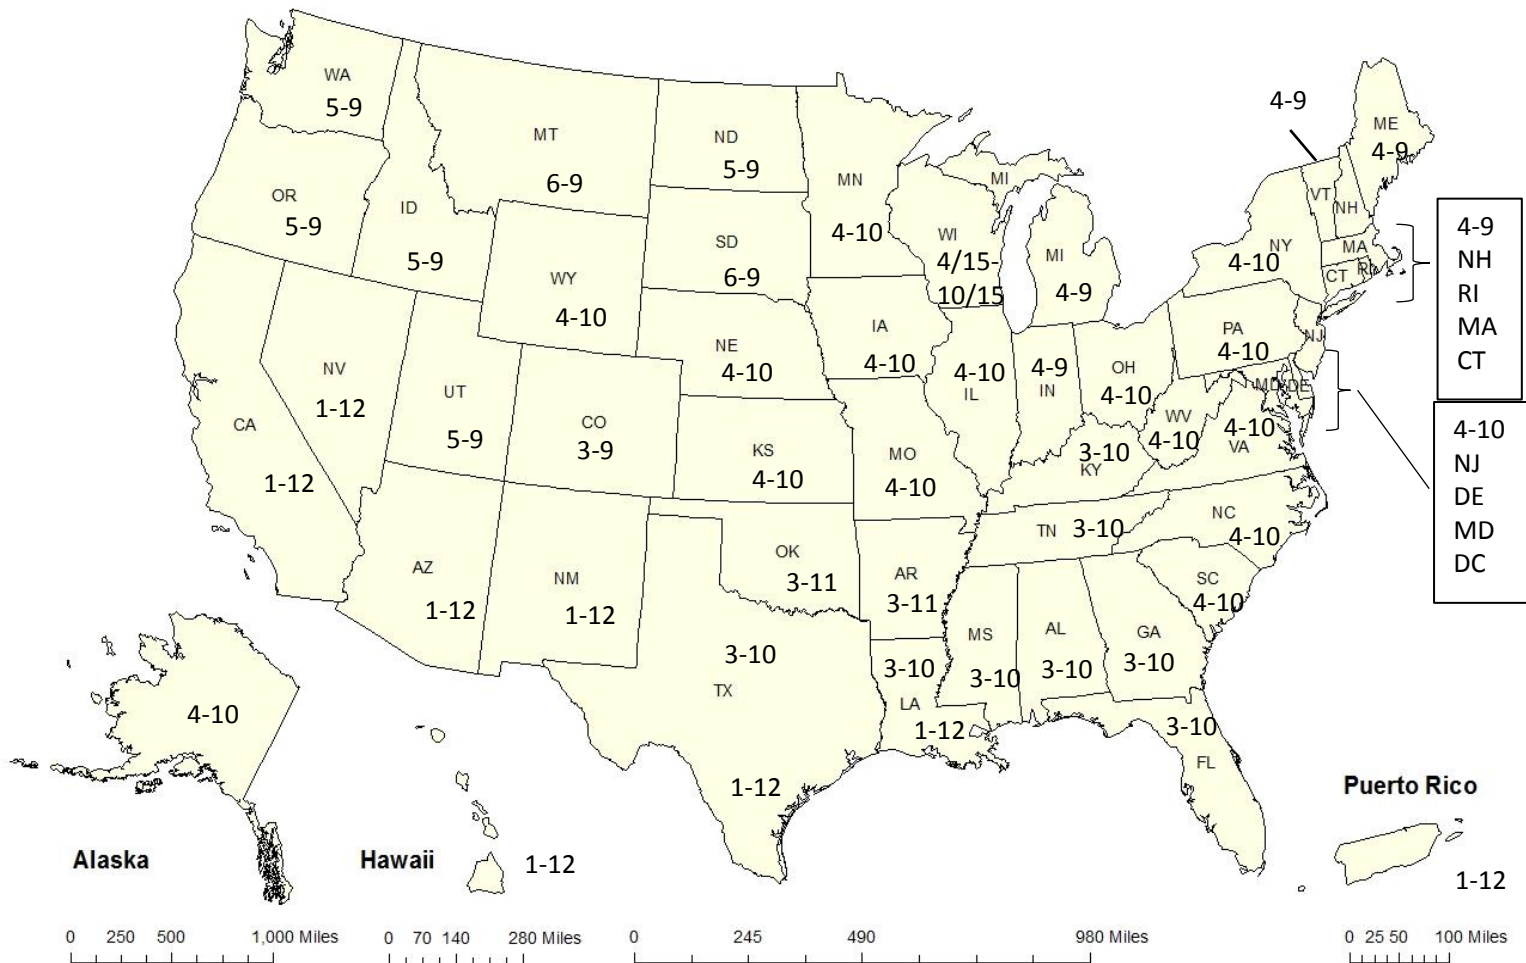 WA
5-9
MT
6-9
ND
5-9
MN
4-10
MI
4-9
ME
4-9
OR
5-9
ID
5-9
WY
4-10
SD
6-9
WI
4/15-
10/15
MI
4-9
NY
4-10
VT
NH
MA
CT
RI
4-9
NH
RI
MA
CT
NV
1-12
UT
5-9
CO
3-9
NE
4-10
IA
4-10
4-10
IL
4-9
IN
OH
4-10
PA
4-10
NJ
MD
DE
4-10
NJ
DE
MD
DC
CA
1-12
KS
4-10
MO
4-10
3-10
KY
WV
4-10
4-10
VA
AZ
1-12
NM
1-12
OK
3-11
AR
3-11
TN 3-10
NC
4-10
SC
4-10
3-10
TX
1-12
3-10
LA
1-12
MS
3-10
AL
3-10
GA
3-10
3-10
FL
4-10
Alaska
Hawaii
1-12
Puerto Rico
1-12
0 250 500 1,000 Miles
0 70 140 280 Miles
0 245 490 980 Miles
0 25 50 100 Miles